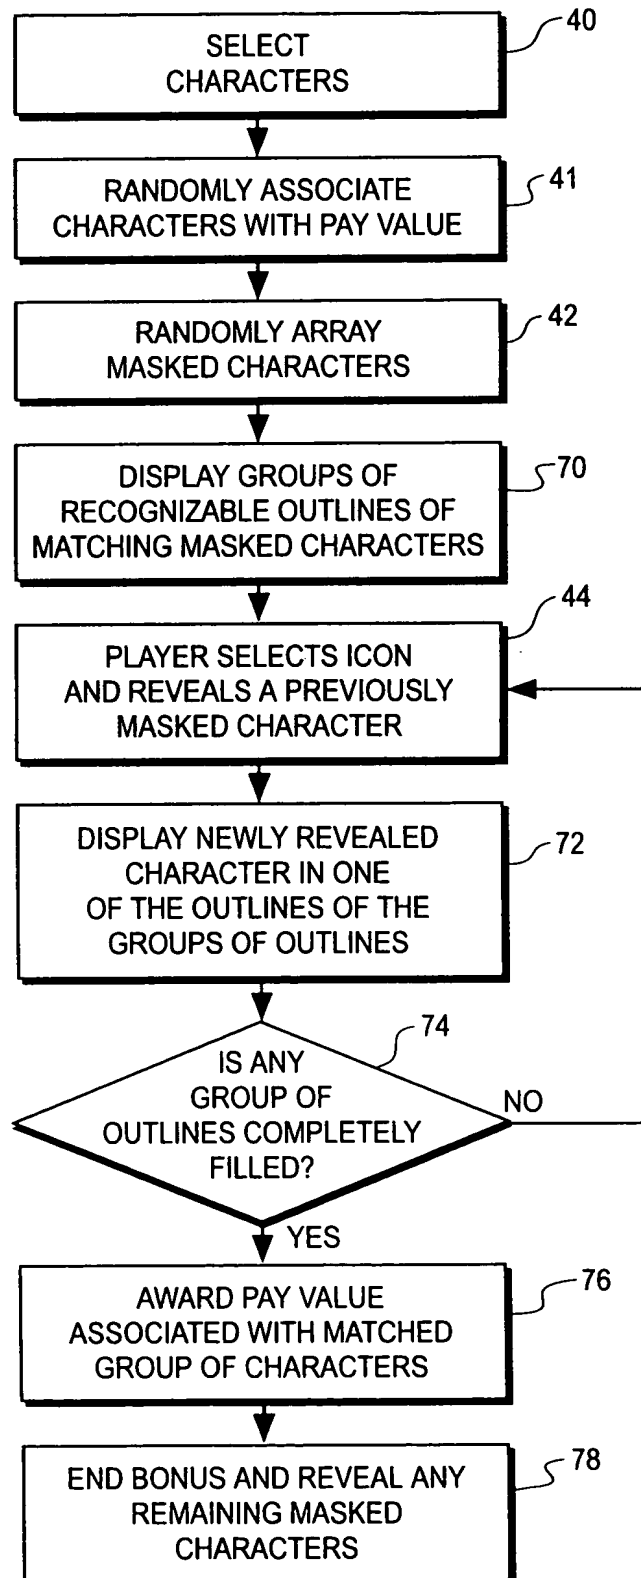 SELECT
CHARACTERS
40
RANDOMLY ASSOCIATE
CHARACTERS WITH PAY VALUE
41
RANDOMLY ARRAY
MASKED CHARACTERS
42
DISPLAY GROUPS OF
RECOGNIZABLE OUTLINES OF
MATCHING MASKED CHARACTERS
70
PLAYER SELECTS ICON
AND REVEALS A PREVIOUSLY
MASKED CHARACTER
44
DISPLAY NEWLY REVEALED
CHARACTER IN ONE
OF THE OUTLINES OF THE
GROUPS OF OUTLINES
72
IS ANY
GROUP OF
OUTLINES COMPLETELY
FILLED?
74
NO
YES
AWARD PAY VALUE
ASSOCIATED WITH MATCHED
GROUP OF CHARACTERS
76
END BONUS AND REVEAL ANY
REMAINING MASKED
CHARACTERS
78